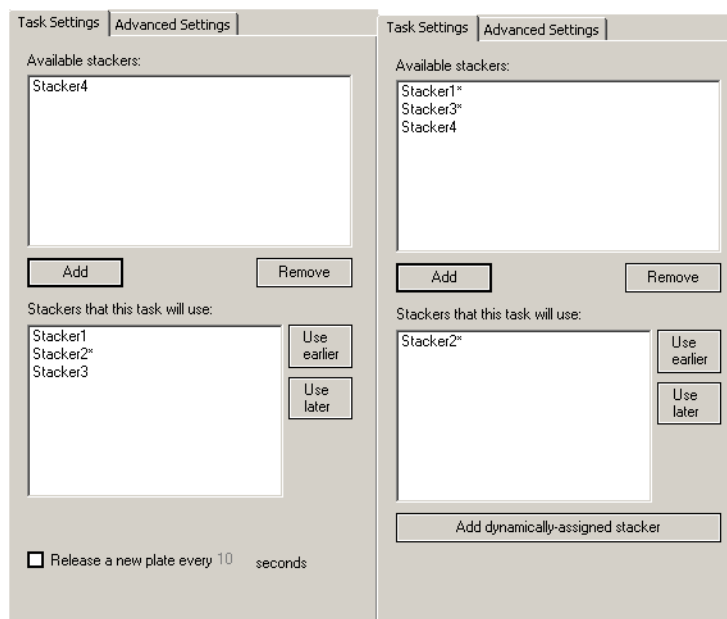 Task Settings
Advanced Settings
Available stackers:
Stacker4
Add
Remove
Stackers that this task will use:
Stacker1
Stacker2*
Stacker3
Use
earlier
Use
later
Release a new plate every 10 seconds
Task Settings
Advanced Settings
Available stackers:
Stacker1*
Stacker3*
Stacker4
Add
Remove
Stackers that this task will use:
Stacker2*
Use
earlier
Use
later
Add dynamically-assigned stacker